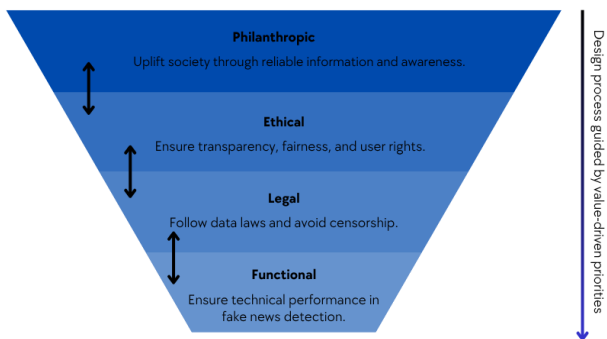 Philanthropic
Uplift society through reliable information and awareness.
Ethical
Ensure transparency, fairness, and user rights.
Legal
Follow data laws and avoid censorship.
Functional
Ensure technical performance in
fake news detection.
Design process guided by value-driven priorities